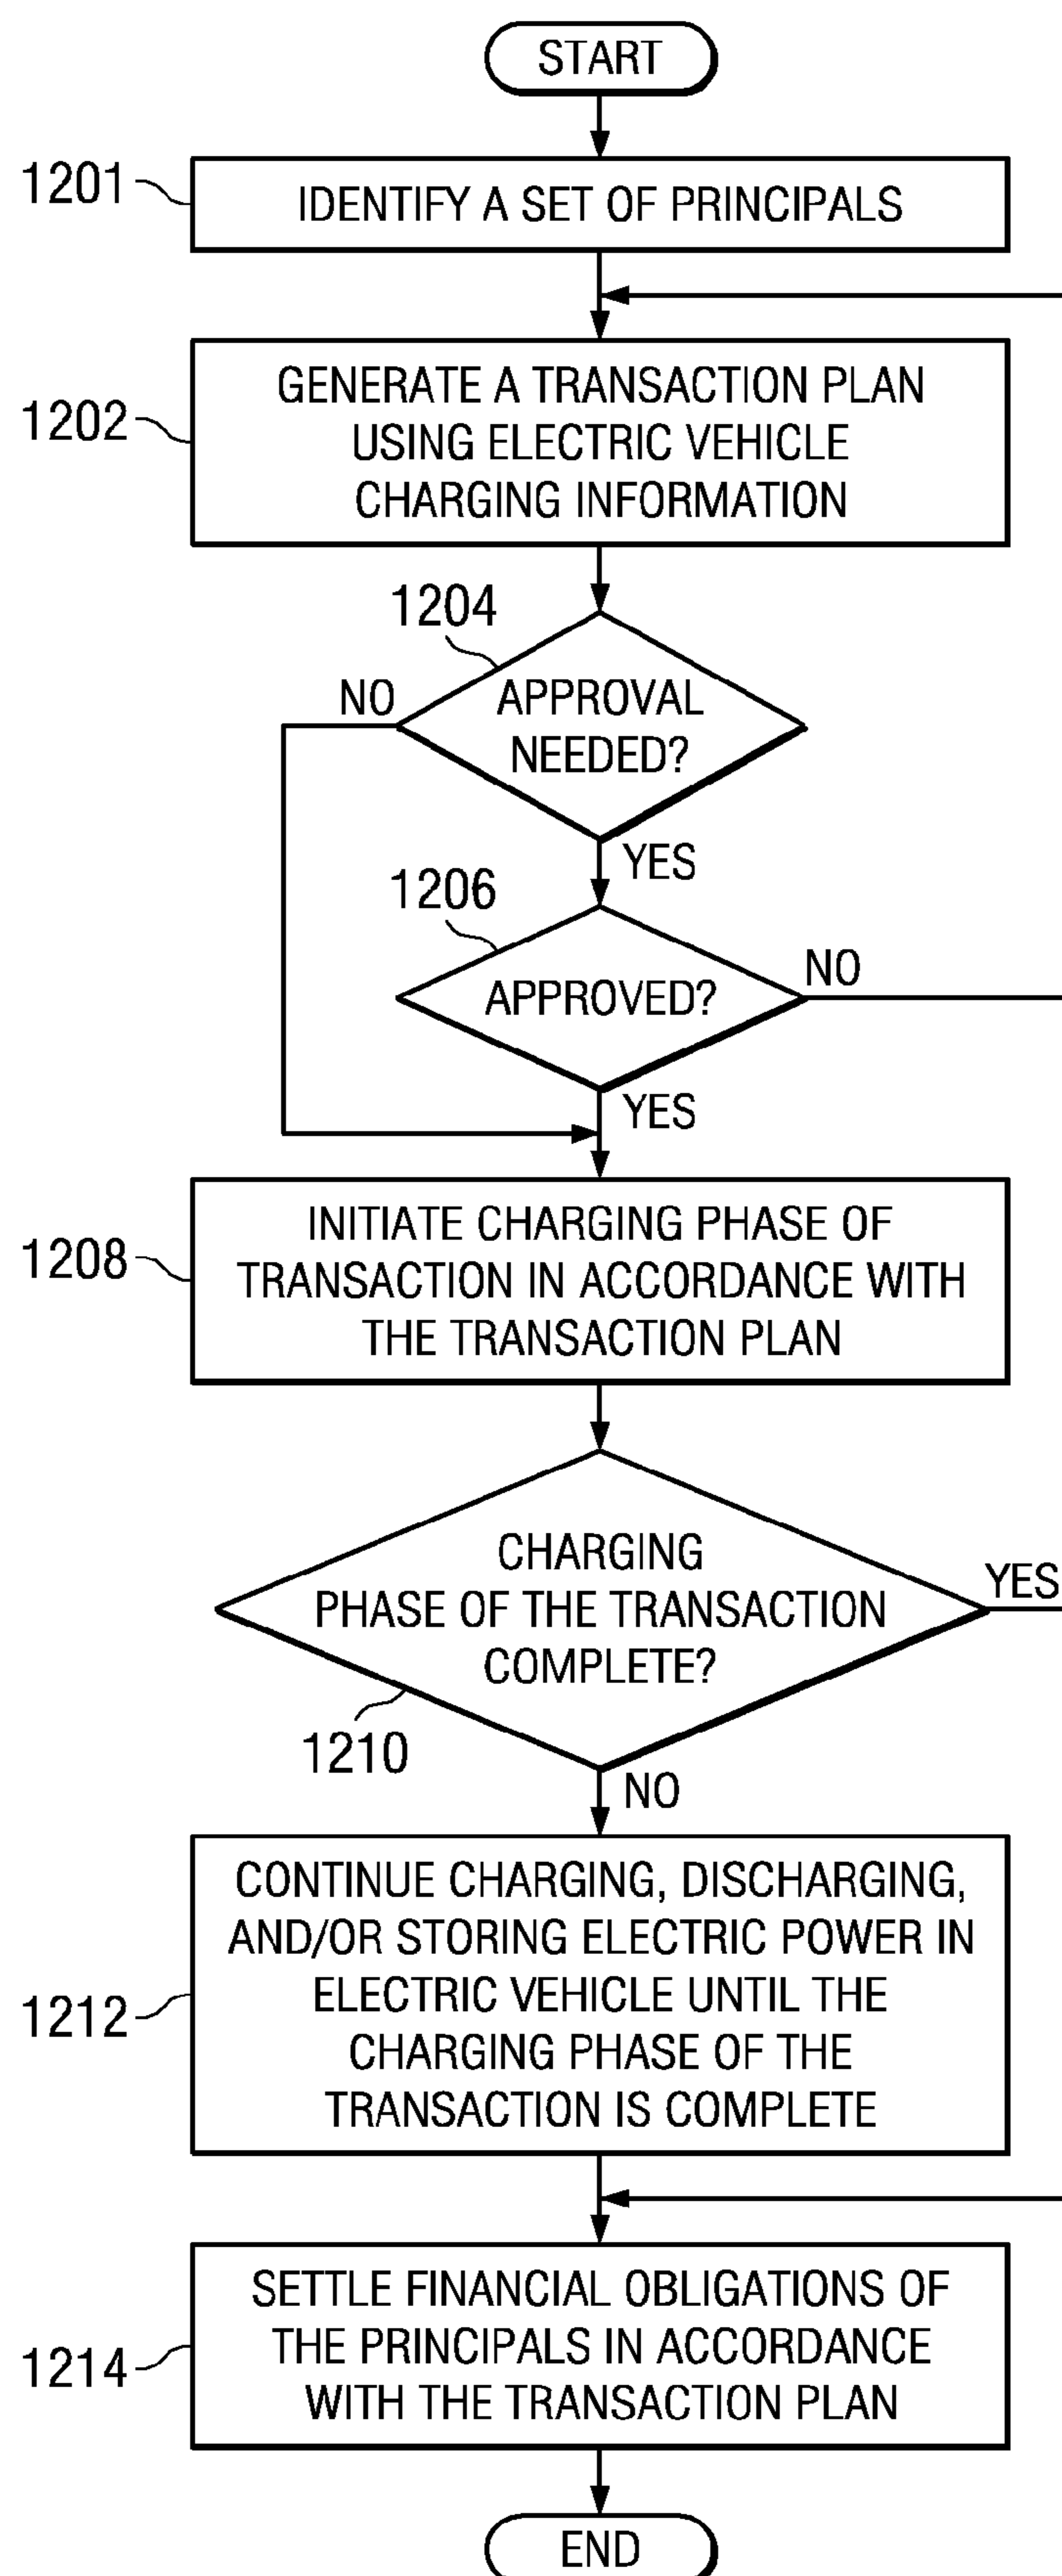 START
1201
IDENTIFY A SET OF PRINCIPALS
1202
GENERATE A TRANSACTION PLAN
USING ELECTRIC VEHICLE
CHARGING INFORMATION
1204
NO
APPROVAL
NEEDED?
YES
1206
NO
APPROVED?
YES
1208
INITIATE CHARGING PHASE OF
TRANSACTION IN ACCORDANCE WITH
THE TRANSACTION PLAN
CHARGING
PHASE OF THE TRANSACTION
COMPLETE?
YES
1210
NO
1212
CONTINUE CHARGING, DISCHARGING,
AND/OR STORING ELECTRIC POWER IN
ELECTRIC VEHICLE UNTIL THE
CHARGING PHASE OF THE
TRANSACTION IS COMPLETE
1214
SETTLE FINANCIAL OBLIGATIONS OF
THE PRINCIPALS IN ACCORDANCE
WITH THE TRANSACTION PLAN
END